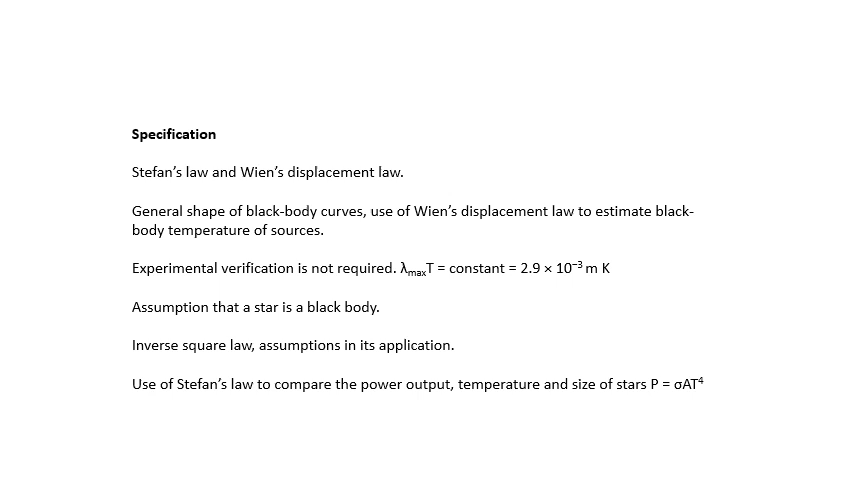 Specification
Stefan’s law and Wien’s displacement law.
General shape of black-body curves, use of Wien’s displacement law to estimate black-
body temperature of sources.
Experimental verification is not required. λₘₐₓT = constant = 2.9 × 10⁻³ m K
Assumption that a star is a black body.
Inverse square law, assumptions in its application.
Use of Stefan’s law to compare the power output, temperature and size of stars P = σAT⁴